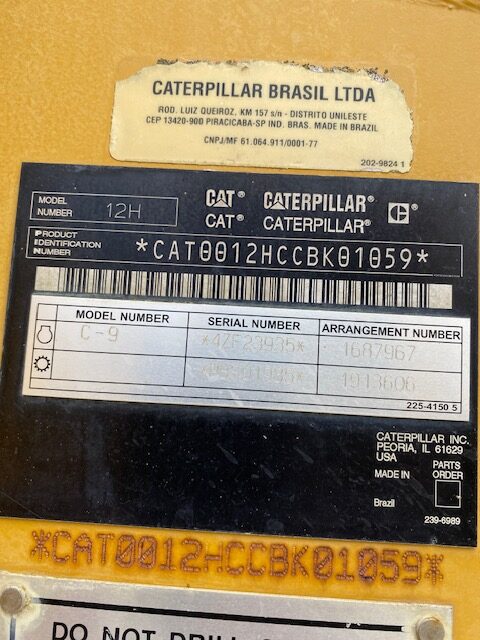 CATERPILLAR BRASIL LTDA
ROD. LUIZ QUEIROZ, KM 157 s/n - DISTRITO UNILESTE
CEP 13420-900 PIRACICABA-SP IND. BRAS. MADE IN BRAZIL
CNPJ/MF 61.064.911/0001-77
202-9824 1
MODEL NUMBER 12H
CAT CATERPILLAR
CAT® CATERPILLAR® C
PRODUCT IDENTIFICATION NUMBER
*CAT0012HCCBK01059*
MODEL NUMBER SERIAL NUMBER ARRANGEMENT NUMBER
C-9 *4ZF23935* 1687967
1913606
225-4150 5
CATERPILLAR INC.
PEORIA, IL 61629
USA
PARTS ORDER
MADE IN
Brazil
239-6989
*CAT0012HCCBK01059*
DO NOT DRILL